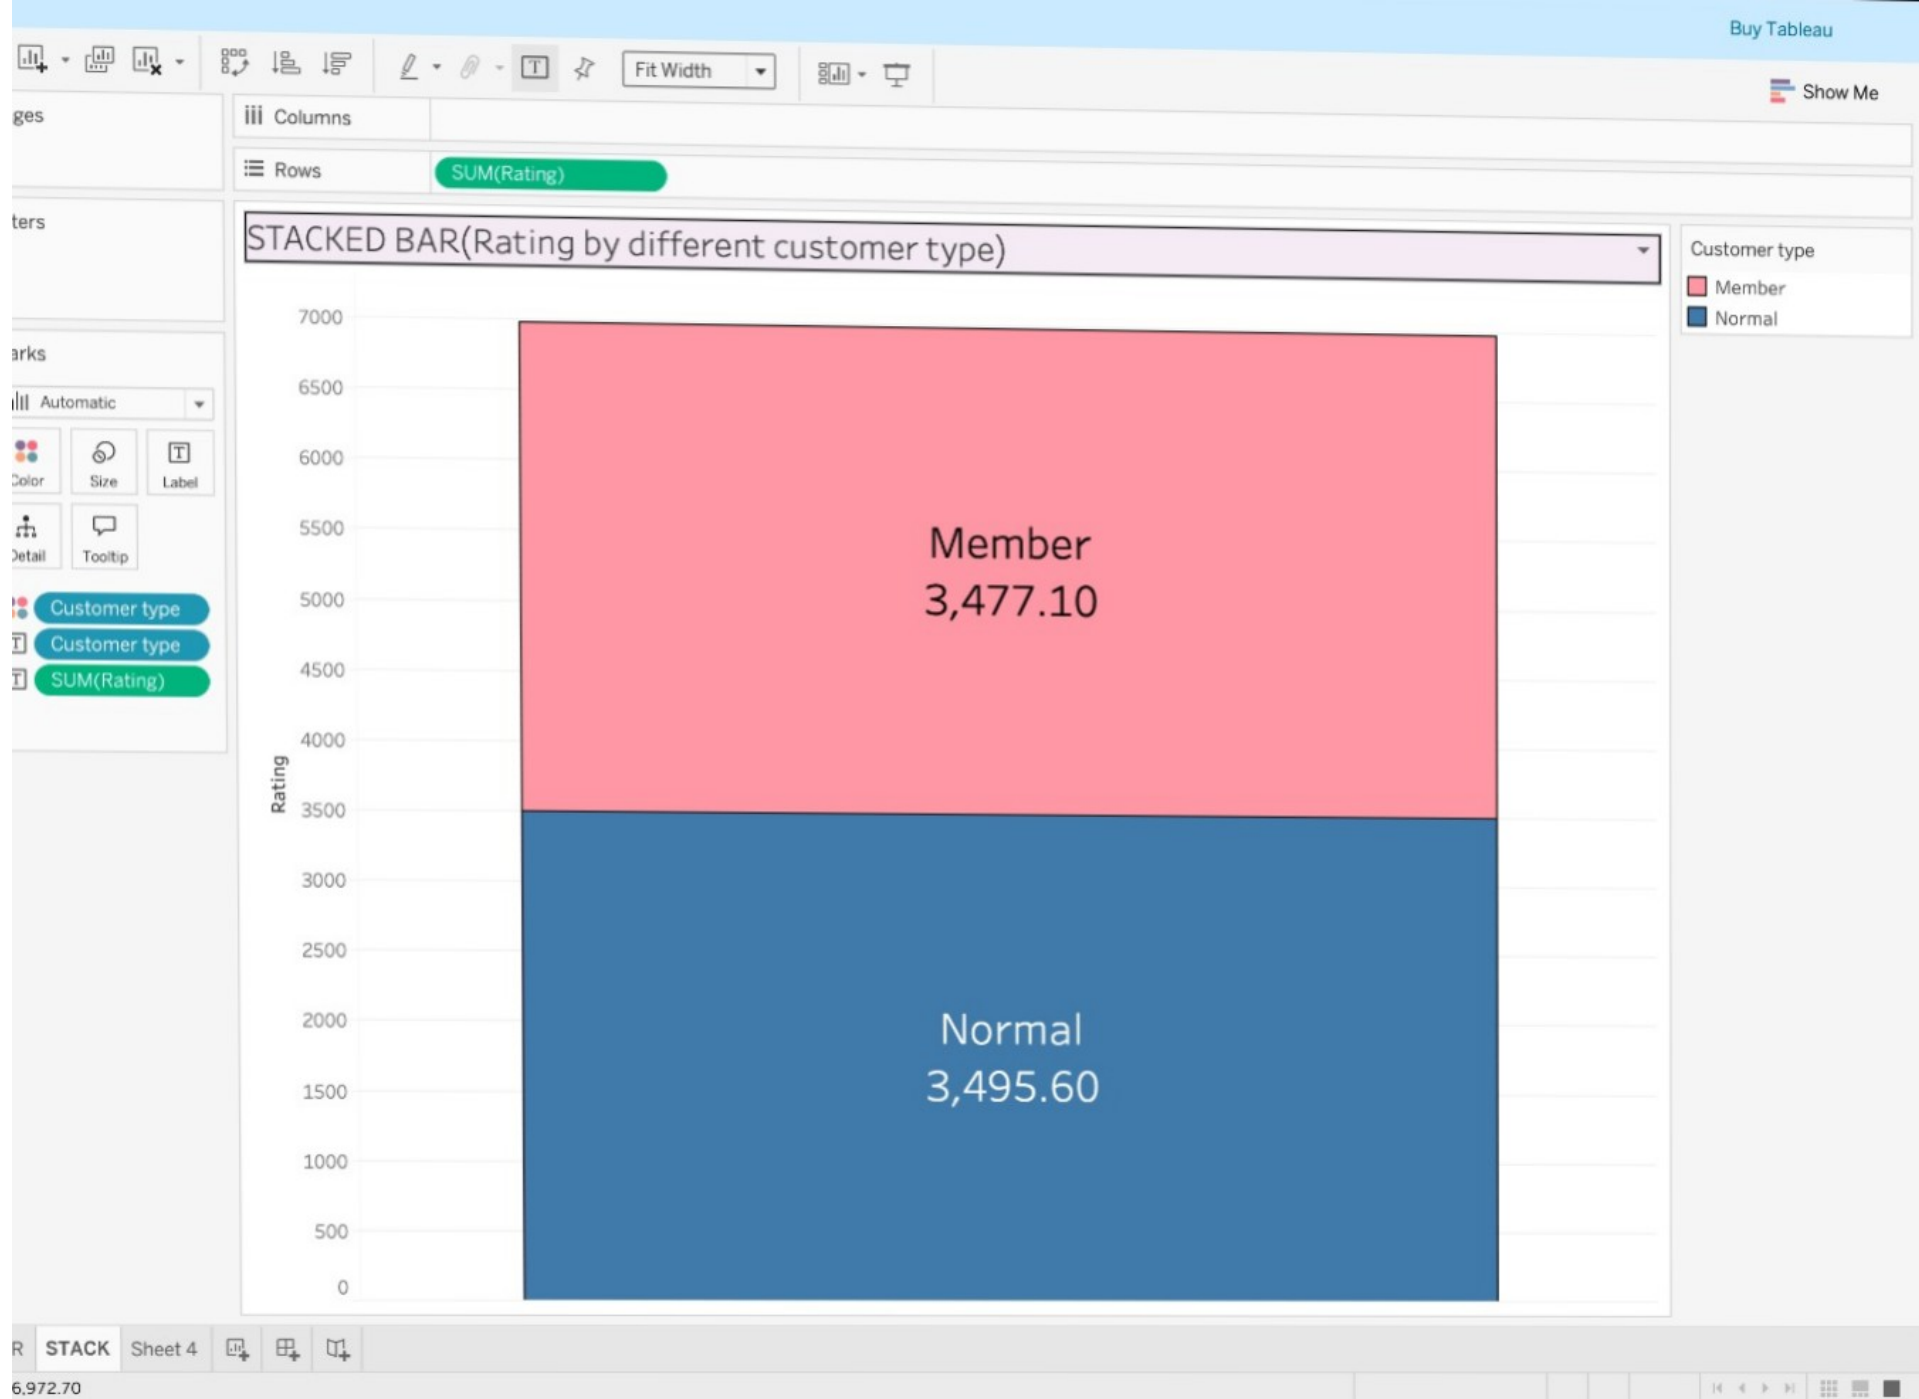 Buy Tableau
Fit Width
Show Me
ges
Columns
Rows
SUM(Rating)
ters
STACKED BAR(Rating by different customer type)
Customer type
Member
Normal
arks
Automatic
Color
Size
Label
Detail
Tooltip
Customer type
Customer type
SUM(Rating)
7000
6500
6000
5500
5000
4500
4000
3500
3000
2500
2000
1500
1000
500
0
Rating
Member
3,477.10
Normal
3,495.60
R
STACK
Sheet 4
6,972.70